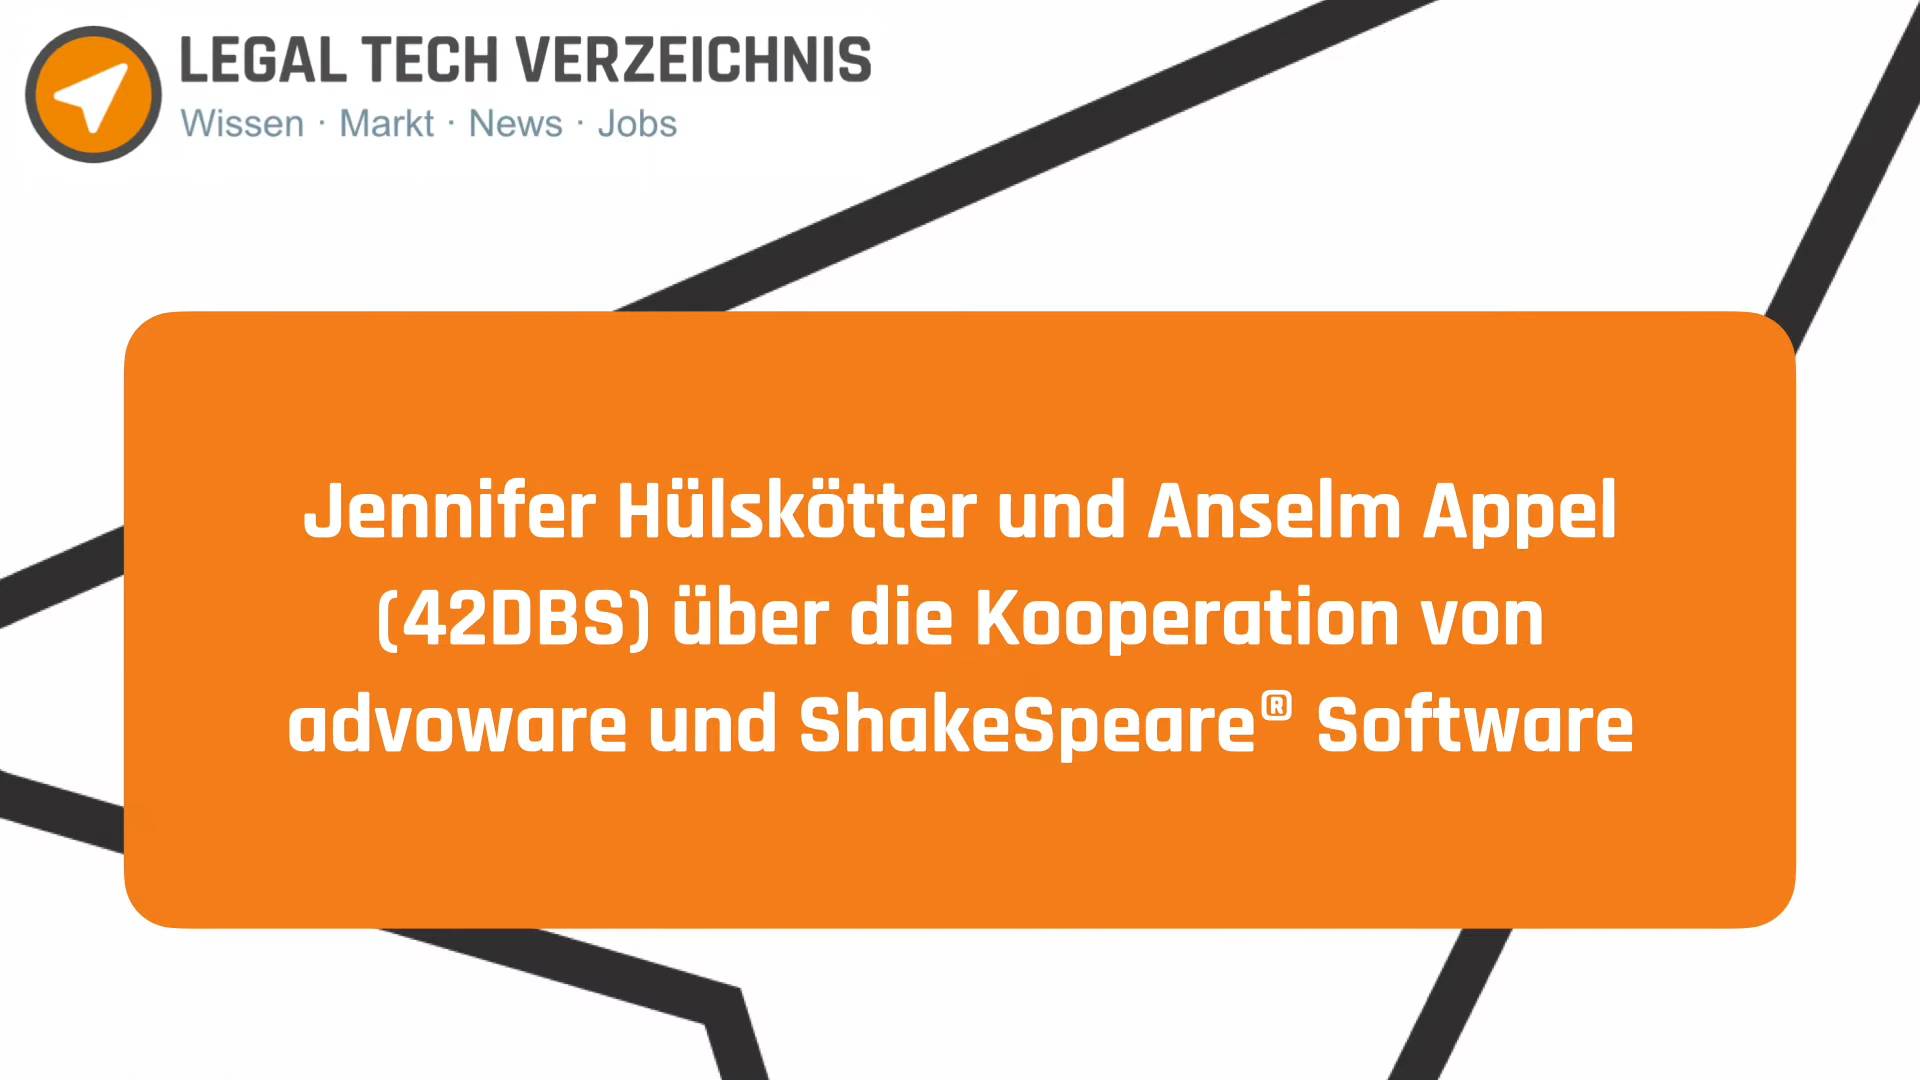 LEGAL TECH VERZEICHNIS
Wissen · Markt · News · Jobs
Jennifer Hülskötter und Anselm Appel
(42DBS) über die Kooperation von
advoware und ShakeSpeare® Software